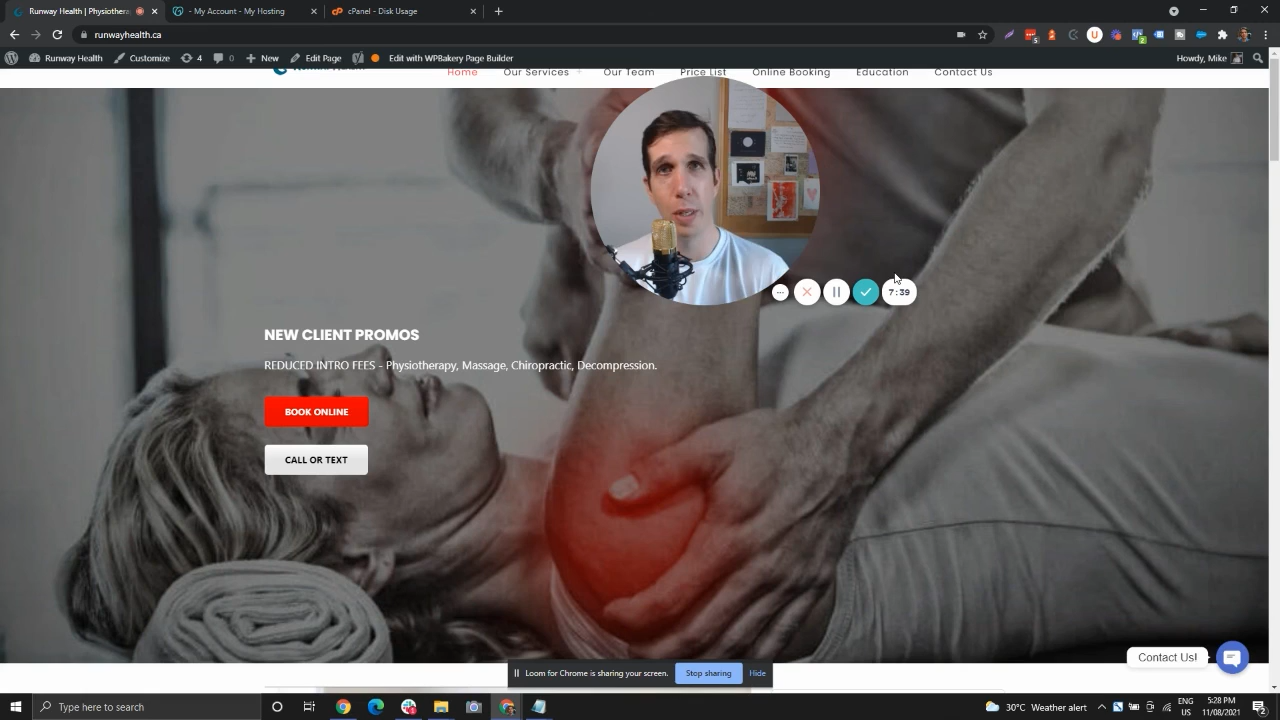 Runway Health | Physiother
- My Account - My Hosting
cPanel - Disk Usage
runwayhealth.ca
Runway Health
Customize
4
0
New
Edit Page
Edit with WPBakery Page Builder
Howdy, Mike
Home
Our Services +
Our Team
Price List
Online Booking
Education
Contact Us
7:39
NEW CLIENT PROMOS
REDUCED INTRO FEES - Physiotherapy, Massage, Chiropractic, Decompression.
BOOK ONLINE
CALL OR TEXT
Contact Us!
Loom for Chrome is sharing your screen.
Stop sharing
Hide
Type here to search
30°C Weather alert
ENG
US
5:28 PM
11/08/2021
2